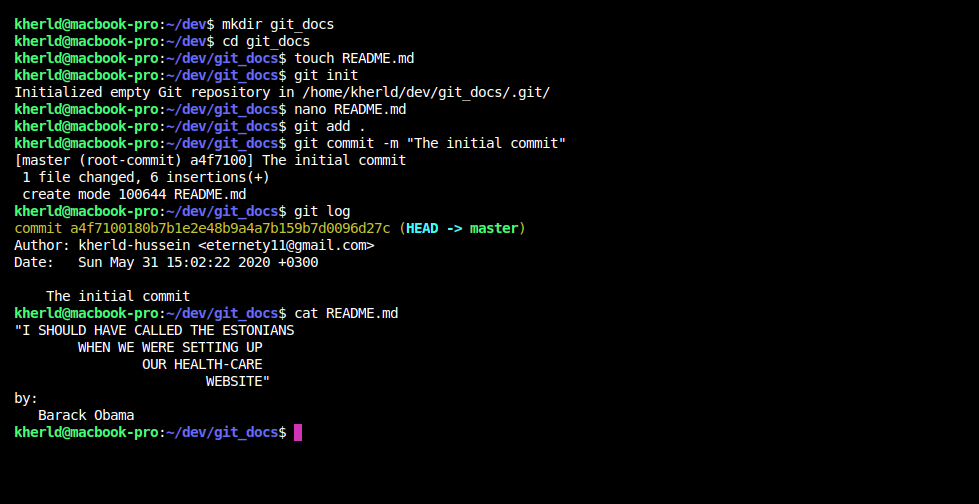 kherld@macbook-pro:~/dev$ mkdir git_docs
kherld@macbook-pro:~/dev$ cd git_docs
kherld@macbook-pro:~/dev/git_docs$ touch README.md
kherld@macbook-pro:~/dev/git_docs$ git init
Initialized empty Git repository in /home/kherld/dev/git_docs/.git/
kherld@macbook-pro:~/dev/git_docs$ nano README.md
kherld@macbook-pro:~/dev/git_docs$ git add .
kherld@macbook-pro:~/dev/git_docs$ git commit -m "The initial commit"
[master (root-commit) a4f7100] The initial commit
 1 file changed, 6 insertions(+)
 create mode 100644 README.md
kherld@macbook-pro:~/dev/git_docs$ git log
commit a4f7100180b7b1e2e48b9a4a7b159b7d0096d27c (HEAD -> master)
Author: kherld-hussein <eternety11@gmail.com>
Date:   Sun May 31 15:02:22 2020 +0300
    The initial commit
kherld@macbook-pro:~/dev/git_docs$ cat README.md
"I SHOULD HAVE CALLED THE ESTONIANS
        WHEN WE WERE SETTING UP
                OUR HEALTH-CARE
                        WEBSITE"
by:
   Barack Obama
kherld@macbook-pro:~/dev/git_docs$